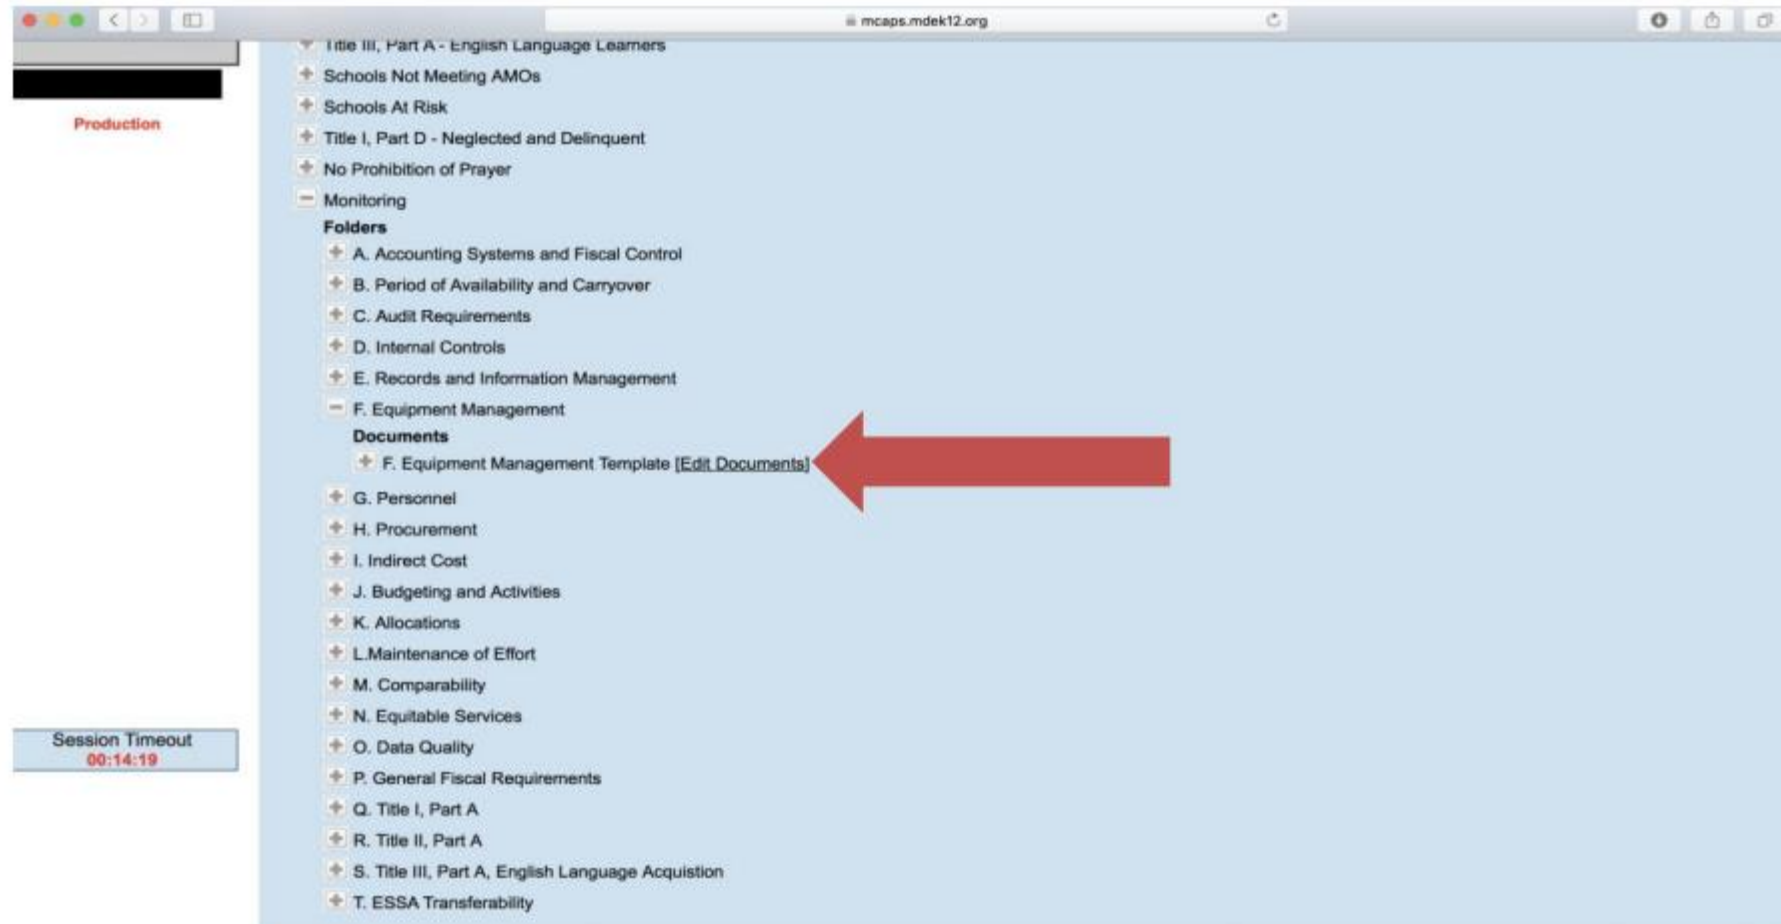 mcaps.mdek12.org
Title III, Part A - English Language Learners
Schools Not Meeting AMOs
Schools At Risk
Production
Title I, Part D - Neglected and Delinquent
No Prohibition of Prayer
Monitoring
Folders
A. Accounting Systems and Fiscal Control
B. Period of Availability and Carryover
C. Audit Requirements
D. Internal Controls
E. Records and Information Management
F. Equipment Management
Documents
F. Equipment Management Template [Edit Documents]
G. Personnel
H. Procurement
I. Indirect Cost
J. Budgeting and Activities
K. Allocations
L.Maintenance of Effort
M. Comparability
N. Equitable Services
Session Timeout
00:14:19
O. Data Quality
P. General Fiscal Requirements
Q. Title I, Part A
R. Title II, Part A
S. Title III, Part A, English Language Acquistion
T. ESSA Transferability